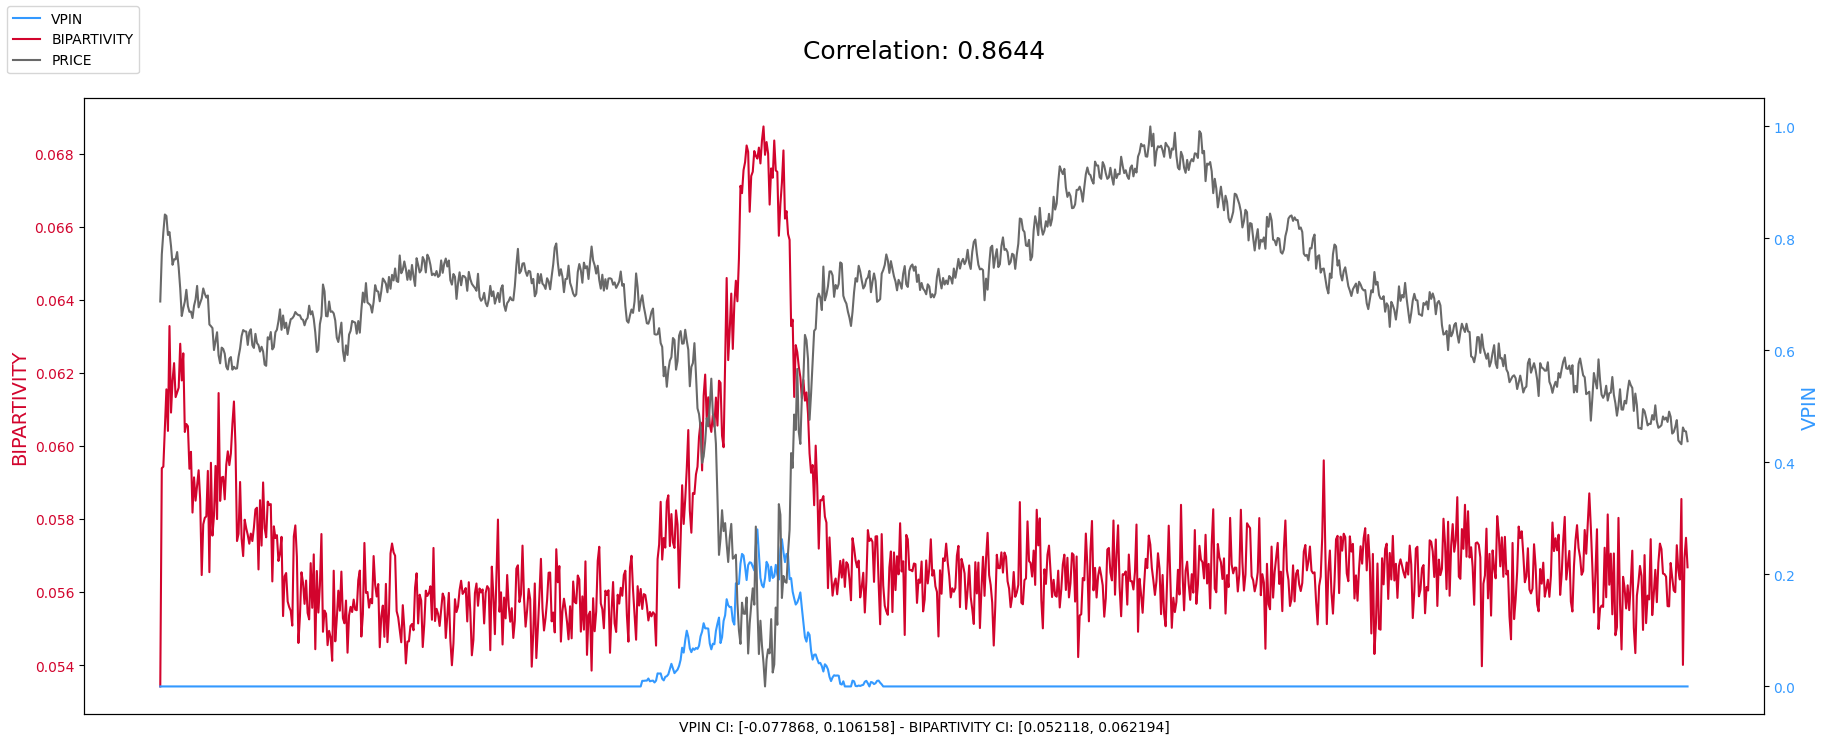 VPIN
BIPARTIVITY
PRICE
Correlation: 0.8644
0.068
0.066
0.064
0.062
0.060
0.058
0.056
0.054
BIPARTIVITY
1.0
0.8
0.6
0.4
0.2
0.0
VPIN
VPIN CI: [-0.077868, 0.106158] - BIPARTIVITY CI: [0.052118, 0.062194]